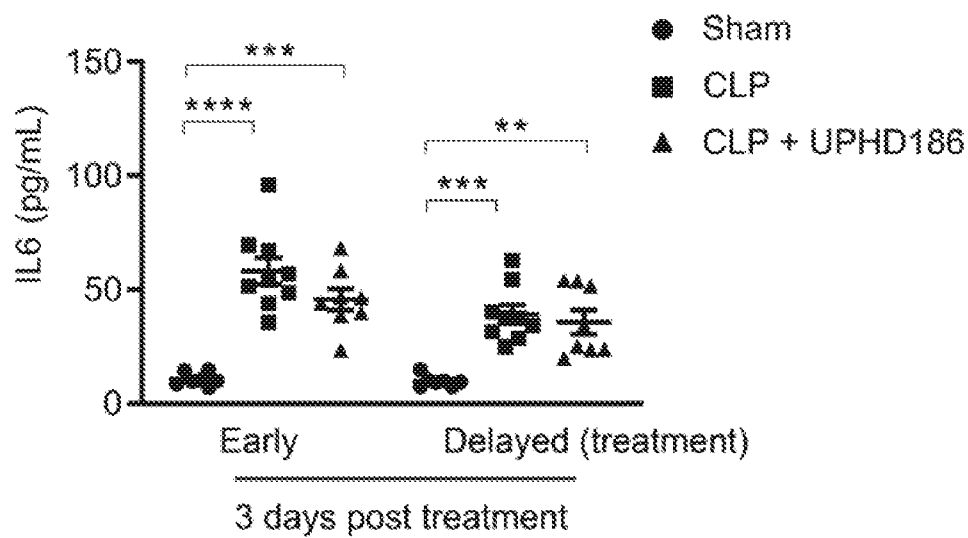 Sham
CLP
CLP + UPHD186
IL6 (pg/mL)
150
100
50
0
***
****
**
***
Early
Delayed (treatment)
3 days post treatment